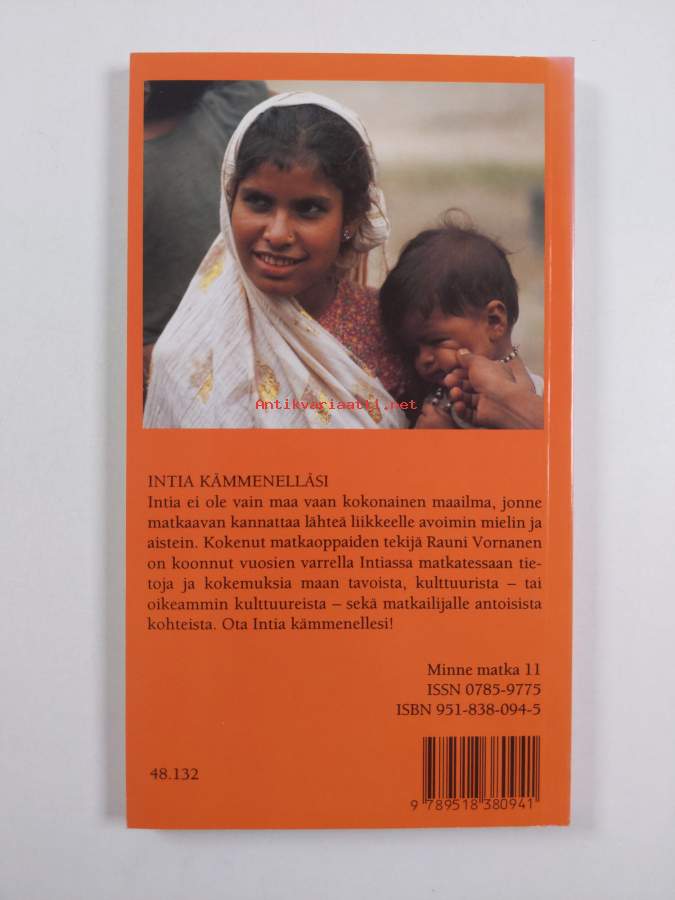 Antikvariaatti.net
INTIA KÄMMENELLÄSI
Intia ei ole vain maa vaan kokonainen maailma, jonne
matkaavan kannattaa lähteä liikkeelle avoimin mielin ja
aistein. Kokenut matkaoppaiden tekijä Rauni Vornanen
on koonnut vuosien varrella Intiassa matkatessaan tie-
toja ja kokemuksia maan tavoista, kulttuurista – tai
oikeammin kulttuureista – sekä matkailijalle antoisista
kohteista. Ota Intia kämmenellesi!
Minne matka 11
ISSN 0785-9775
ISBN 951-838-094-5
48.132
9 789518 380941